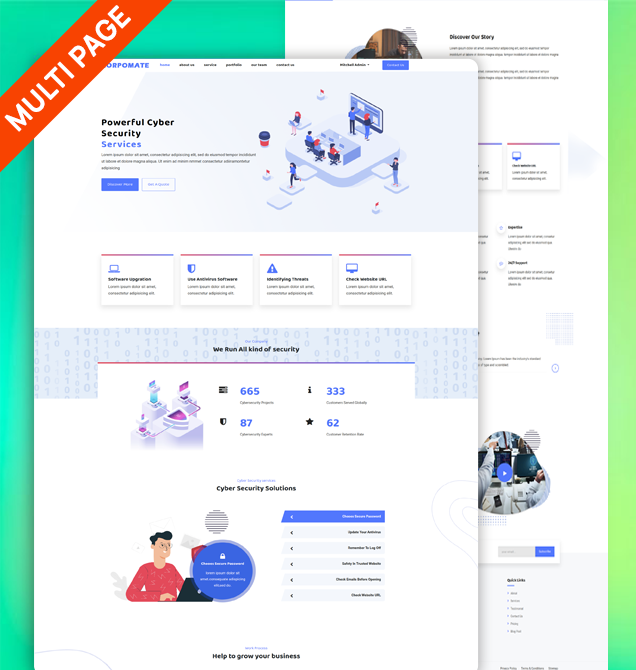 MULTI PAGE
CORPOMATE
home about us service portfolio our team contact us Mitchell Admin Contact Us
Powerful Cyber
Security
Services
Lorem ipsum dolor sit amet, consectetur adipiscing elit, sed do eiusmod tempor incididunt
ut labore et dolore magna aliqua. Ut enim ad minim veniam
Discover More Get A Quote
Software Upgration
Lorem ipsum dolor sit amet,
consectetur adipiscing elit.
Use Antivirus Software
Lorem ipsum dolor sit amet,
consectetur adipiscing elit.
Identifying Threats
Lorem ipsum dolor sit amet,
consectetur adipiscing elit.
Check Website URL
Lorem ipsum dolor sit amet,
consectetur adipiscing elit.
Our Company
We Run All kind of security
665
Cybersecurity Projects
333
Customers Served Globally
87
Cybersecurity Experts
62
Customer Retention Rate
Cyber Security services
Cyber Security Solutions
Choose Secure Password
Lorem ipsum dolor sit
amet consectetur adipiscing
Choose Secure Password
Update Your Antivirus
Remember To Log Off
Safety In Trusted Website
Check Emails Before Opening
Check Website URL
Work Process
Help to grow your business
Discover Our Story
Check Website URL
Lorem ipsum dolor sit amet,
consectetur adipiscing elit.
Expertise
24/7 Support
Quick Links
Home
Services
Testimonial
Contact Us
Pricing
Blog Post
Privacy Policy Terms & Conditions Sitemap